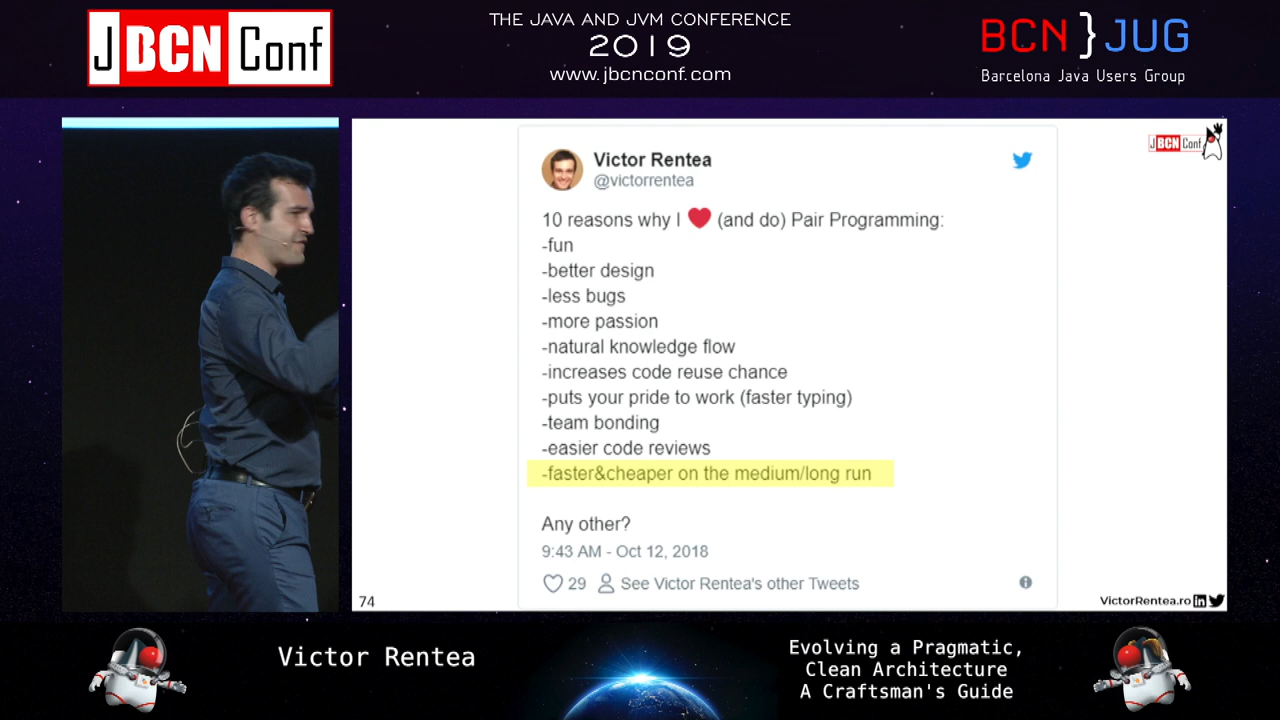 JBCNConf
THE JAVA AND JVM CONFERENCE
2019
www.jbcnconf.com
BCN}JUG
Barcelona Java Users Group
JBCNConf
Victor Rentea
@victorrentea
10 reasons why I ❤ (and do) Pair Programming:
-fun
-better design
-less bugs
-more passion
-natural knowledge flow
-increases code reuse chance
-puts your pride to work (faster typing)
-team bonding
-easier code reviews
-faster&cheaper on the medium/long run
Any other?
9:43 AM - Oct 12, 2018
29 See Victor Rentea's other Tweets
74
VictorRentea.ro
Victor Rentea
Evolving a Pragmatic,
Clean Architecture
A Craftsman's Guide